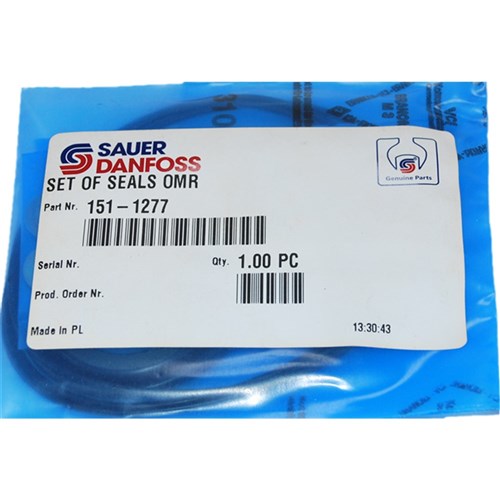 SAUER
DANFOSS
SET OF SEALS OMR
Genuine Parts
Part Nr. 151-1277
Serial Nr.
Qty. 1.00 PC
Prod. Order Nr.
Made in PL
13:30:43